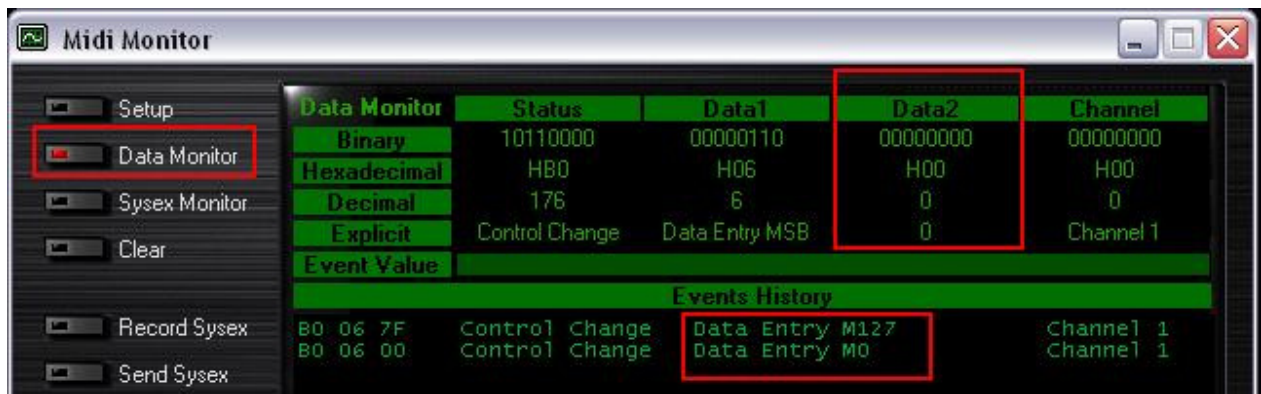 Midi Monitor
Setup
Data Monitor
Sysex Monitor
Clear
Record Sysex
Send Sysex
Data Monitor Status Data1 Data2 Channel
Binary 10110000 00000110 00000000 00000000
Hexadecimal HB0 H06 H00 H00
Decimal 176 6 0 0
Explicit Control Change Data Entry MSB 0 Channel 1
Event Value
Events History
B0 06 7F Control Change Data Entry M127 Channel 1
B0 06 00 Control Change Data Entry M0 Channel 1